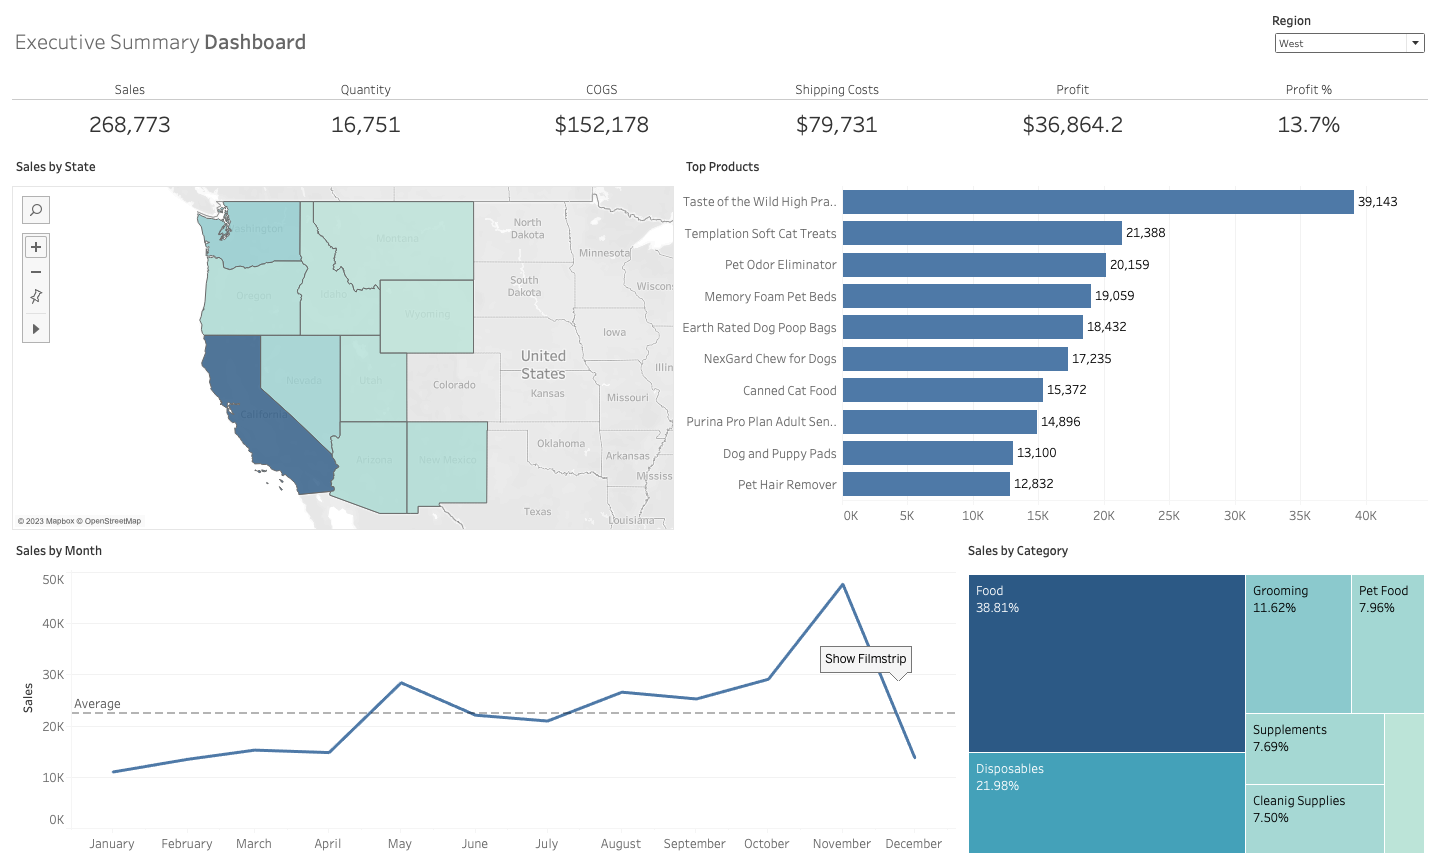 Executive Summary Dashboard
Region
West
Sales
Quantity
COGS
Shipping Costs
Profit
Profit %
268,773
16,751
$152,178
$79,731
$36,864.2
13.7%
Sales by State
Washington
Montana
Oregon
Idaho
Wyoming
Nevada
Utah
California
Arizona
New Mexico
North
Dakota
Minnesota
South
Dakota
Wiscons
Iowa
United
States
Illin
Colorado
Kansas
Missouri
Oklahoma
Arkansas
Mississ
Texas
Louisiana
© 2023 Mapbox © OpenStreetMap
Top Products
Taste of the Wild High Pra..
39,143
Templation Soft Cat Treats
21,388
Pet Odor Eliminator
20,159
Memory Foam Pet Beds
19,059
Earth Rated Dog Poop Bags
18,432
NexGard Chew for Dogs
17,235
Canned Cat Food
15,372
Purina Pro Plan Adult Sen..
14,896
Dog and Puppy Pads
13,100
Pet Hair Remover
12,832
0K 5K 10K 15K 20K 25K 30K 35K 40K
Sales by Month
Sales
50K
40K
30K
20K
10K
0K
Average
Show Filmstrip
January February March April May June July August September October November December
Sales by Category
Food
38.81%
Disposables
21.98%
Grooming
11.62%
Pet Food
7.96%
Supplements
7.69%
Cleanig Supplies
7.50%